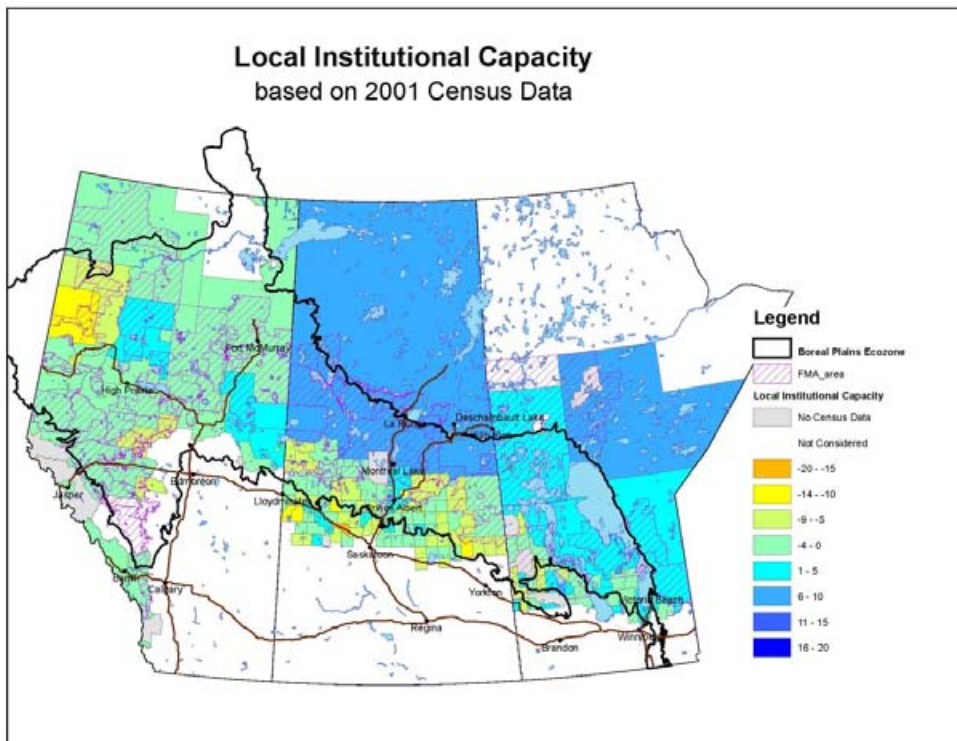 Local Institutional Capacity
based on 2001 Census Data
Fort McMurray
High Prairie
Deschambault Lake
La Ronge
Montreal Lake
Jasper
Edmonton
Lloydminster
Prince Albert
Saskatoon
Banff
Calgary
Yorkton
Victoria Beach
Regina
Brandon
Winnipeg
Legend
Boreal Plains Ecozone
FMA_area
Local Institutional Capacity
No Census Data
Not Considered
-20 - -15
-14 - -10
-9 - -5
-4 - 0
1 - 5
6 - 10
11 - 15
16 - 20